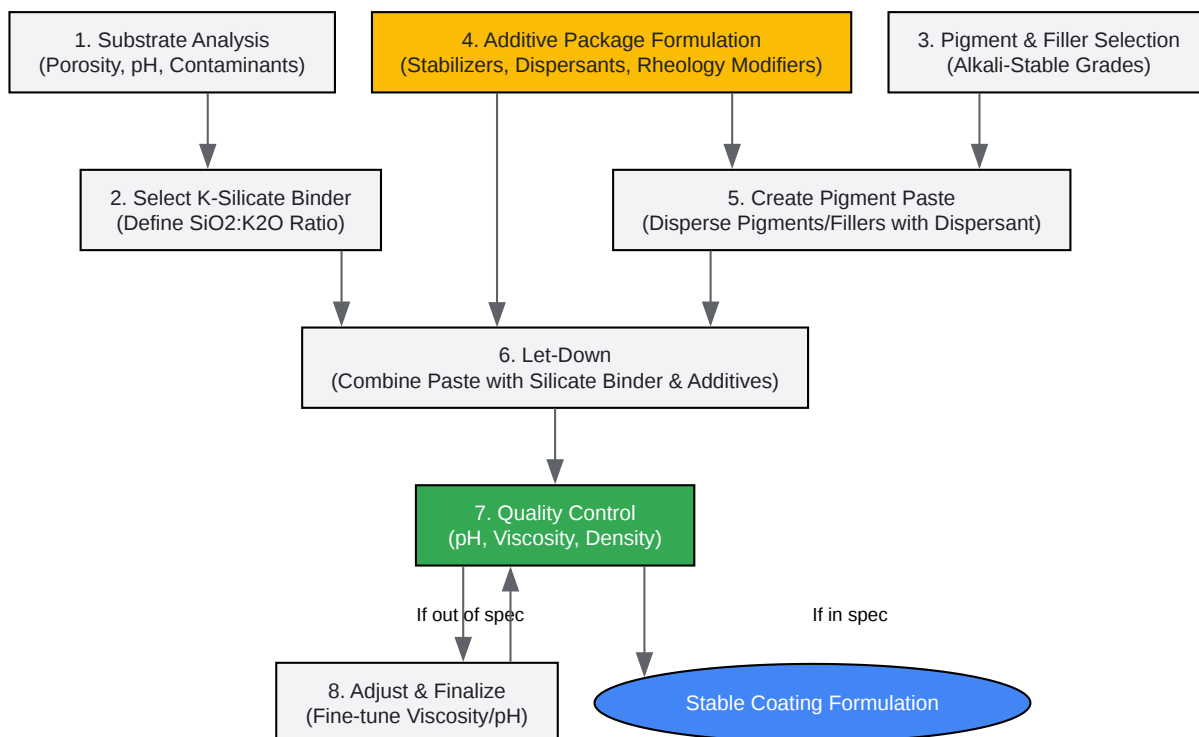 1. Substrate Analysis
(Porosity, pH, Contaminants)
4. Additive Package Formulation
(Stabilizers, Dispersants, Rheology Modifiers)
3. Pigment & Filler Selection
(Alkali-Stable Grades)
2. Select K-Silicate Binder
(Define SiO2:K2O Ratio)
5. Create Pigment Paste
(Disperse Pigments/Fillers with Dispersant)
6. Let-Down
(Combine Paste with Silicate Binder & Additives)
7. Quality Control
(pH, Viscosity, Density)
If out of spec
If in spec
8. Adjust & Finalize
(Fine-tune Viscosity/pH)
Stable Coating Formulation